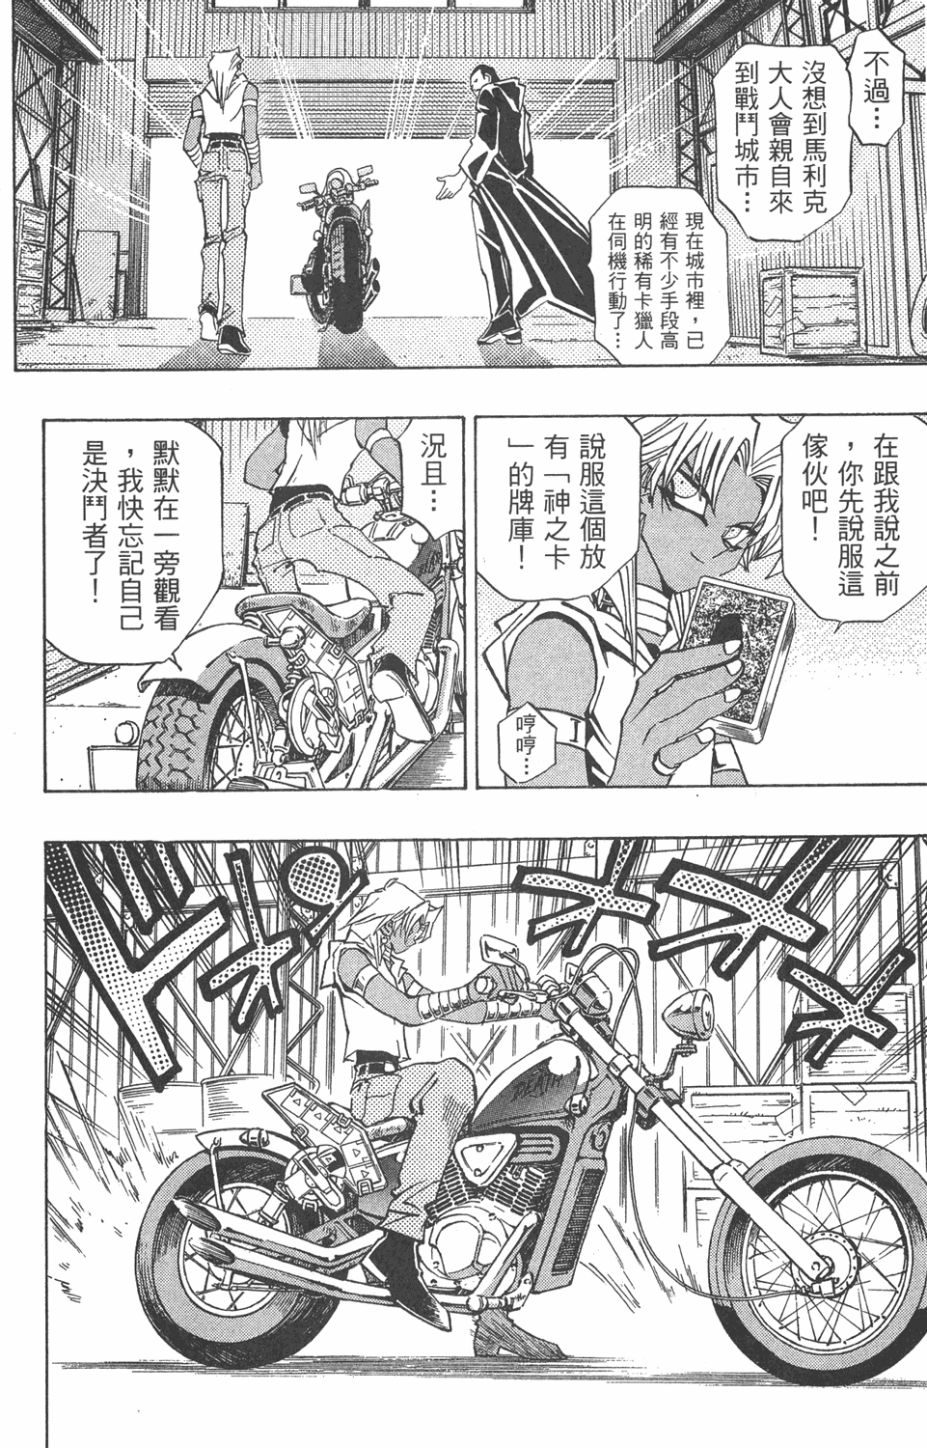 不過…
沒想到馬利克
大人會親自來
到戰鬥城市…
現在城市裡，已
經有不少手段高
明的稀有卡獵人
在伺機行動了…
在跟我說之前
，你先說服這
傢伙吧！
說服這個放
有「神之卡
」的牌庫！
哼哼…
況且…
默默在一旁觀看
，我快忘記自己
是決鬥者了！
ドドド
DEATH